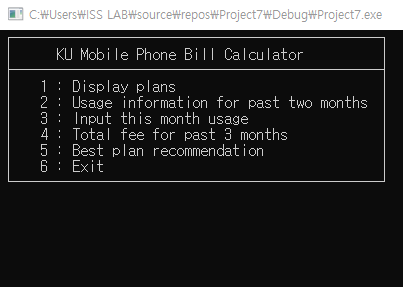 C:₩Users₩ISS LAB₩source₩repos₩Project7₩Debug₩Project7.exe
KU Mobile Phone Bill Calculator
1 : Display plans
2 : Usage information for past two months
3 : Input this month usage
4 : Total fee for past 3 months
5 : Best plan recommendation
6 : Exit